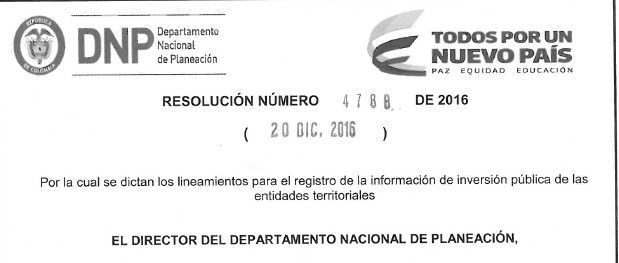 REPÚBLICA
DE COLOMBIA
DNP
Departamento
Nacional
de Planeación
TODOS POR UN
NUEVO PAÍS
PAZ EQUIDAD EDUCACIÓN
RESOLUCIÓN NÚMERO 4788 DE 2016
( 20 DIC. 2016 )
Por la cual se dictan los lineamientos para el registro de la información de inversión pública de las
entidades territoriales
EL DIRECTOR DEL DEPARTAMENTO NACIONAL DE PLANEACIÓN,